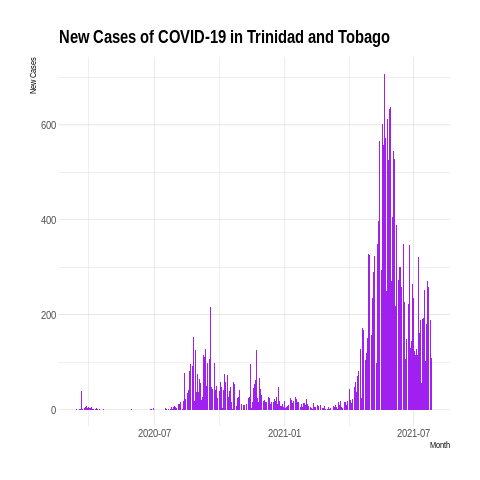 New Cases of COVID-19 in Trinidad and Tobago
New Cases
600
400
200
0
2020-07
2021-01
2021-07
Month